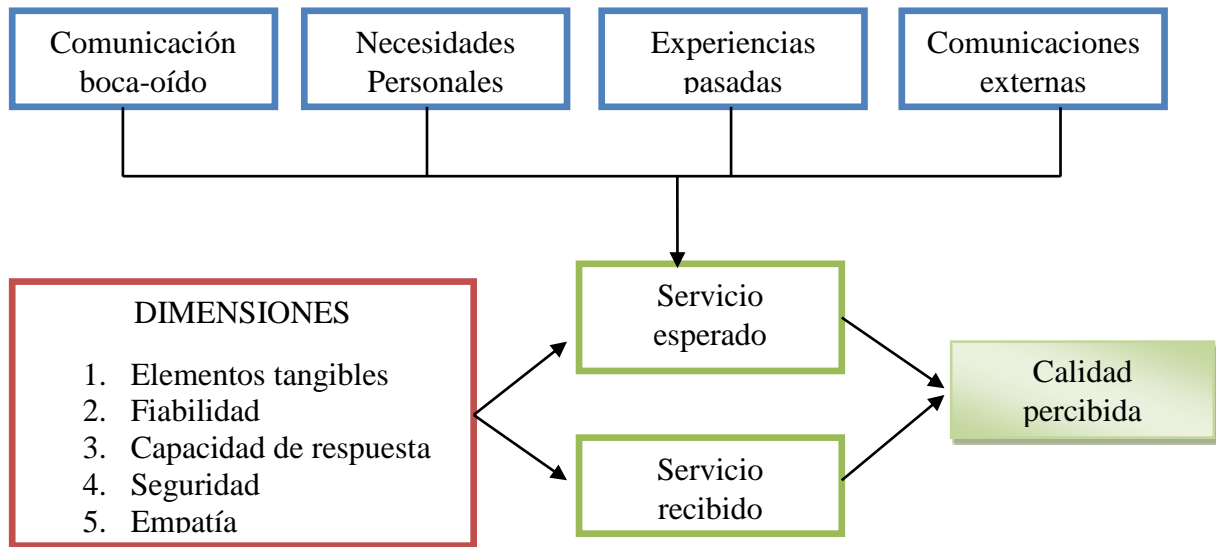 Comunicación
boca-oído
Necesidades
Personales
Experiencias
pasadas
Comunicaciones
externas
DIMENSIONES
1. Elementos tangibles
2. Fiabilidad
3. Capacidad de respuesta
4. Seguridad
5. Empatía
Servicio
esperado
Servicio
recibido
Calidad
percibida